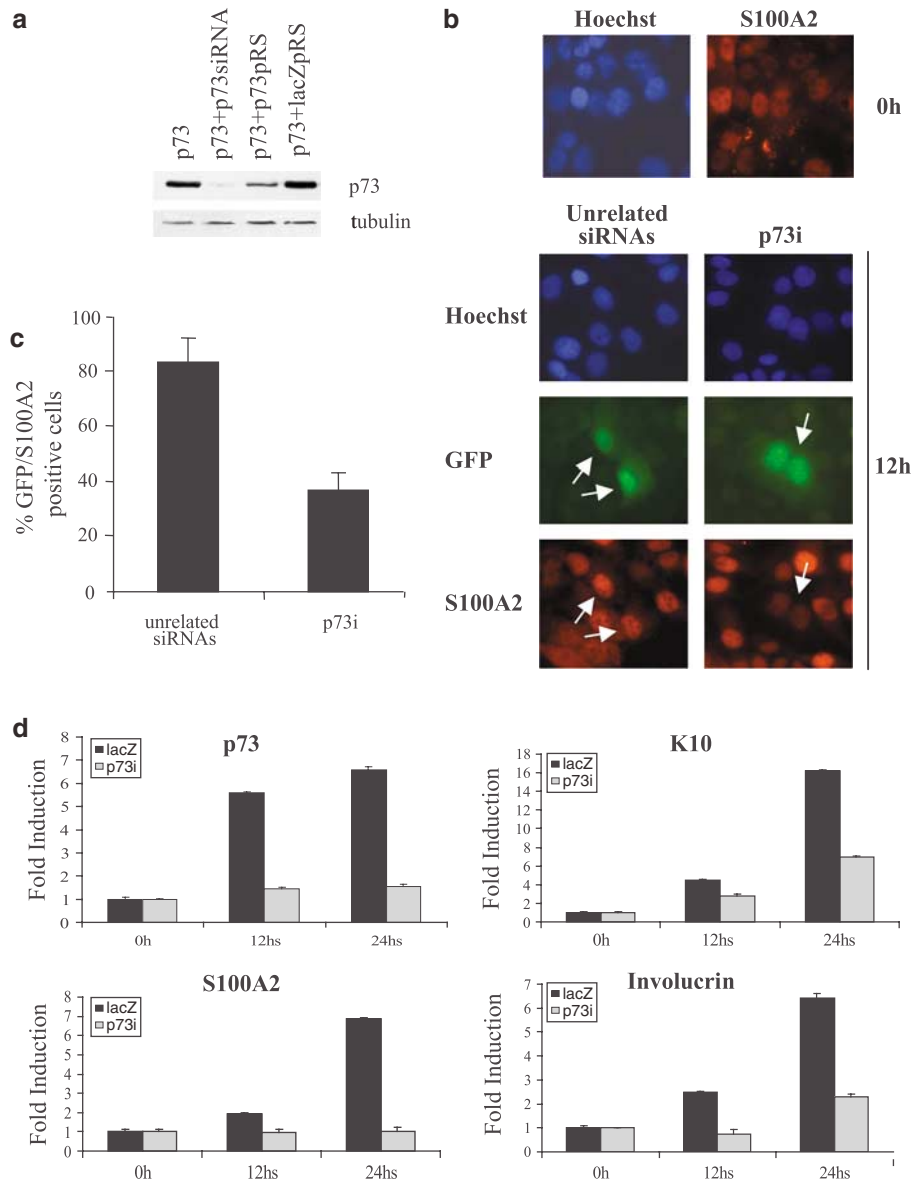 a
p73
p73+p73siRNA
p73+p73pRS
p73+lacZpRS
p73
tubulin
b
Hoechst
S100A2
0h
Unrelated
siRNAs
p73i
Hoechst
GFP
S100A2
12h
c
% GFP/S100A2
positive cells
100
80
60
40
20
0
unrelated
siRNAs
p73i
d
p73
lacZ
p73i
Fold Induction
8
7
6
5
4
3
2
1
0
0h
12hs
24hs
K10
lacZ
p73i
Fold Induction
18
16
14
12
10
8
6
4
2
0
0h
12hs
24hs
S100A2
lacZ
p73i
Fold Induction
8
7
6
5
4
3
2
1
0
0h
12hs
24hs
Involucrin
lacZ
p73i
Fold Induction
7
6
5
4
3
2
1
0
0h
12hs
24hs